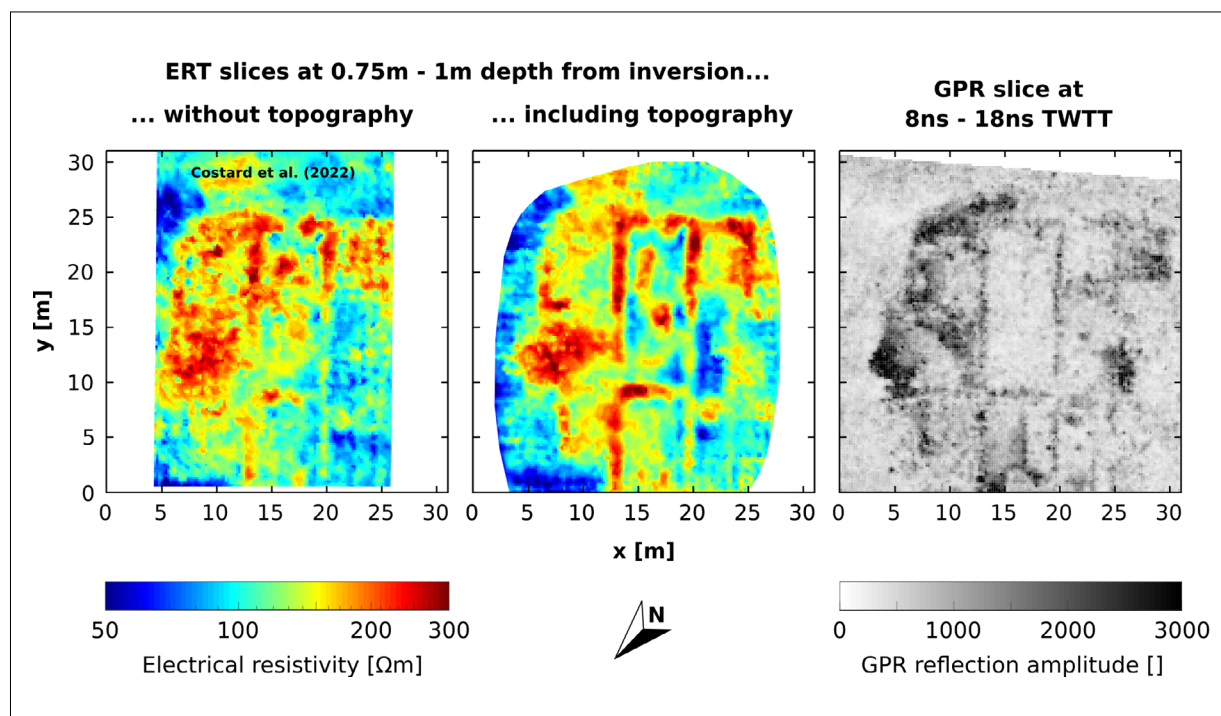 ERT slices at 0.75m - 1m depth from inversion...
... without topography
... including topography
GPR slice at
8ns - 18ns TWTT
Costard et al. (2022)
30
25
20
15
10
5
0
y [m]
0 5 10 15 20 25 30
0 5 10 15 20 25 30
0 5 10 15 20 25 30
x [m]
50 100 200 300
Electrical resistivity [Ωm]
N
0 1000 2000 3000
GPR reflection amplitude []